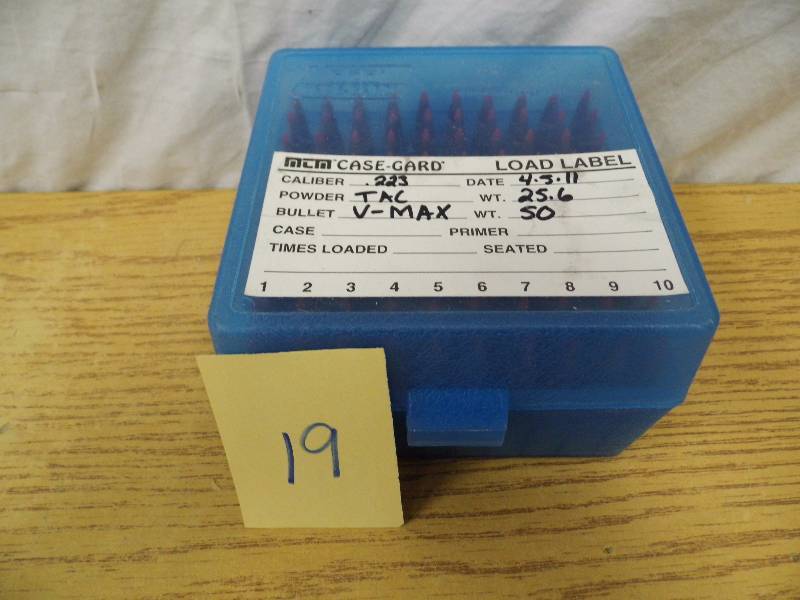 MTM CASE-GARD LOAD LABEL
CALIBER .223 DATE 4.5.11
POWDER TAC WT. 25.6
BULLET V-MAX WT. 50
CASE PRIMER
TIMES LOADED SEATED
1 2 3 4 5 6 7 8 9 10
19